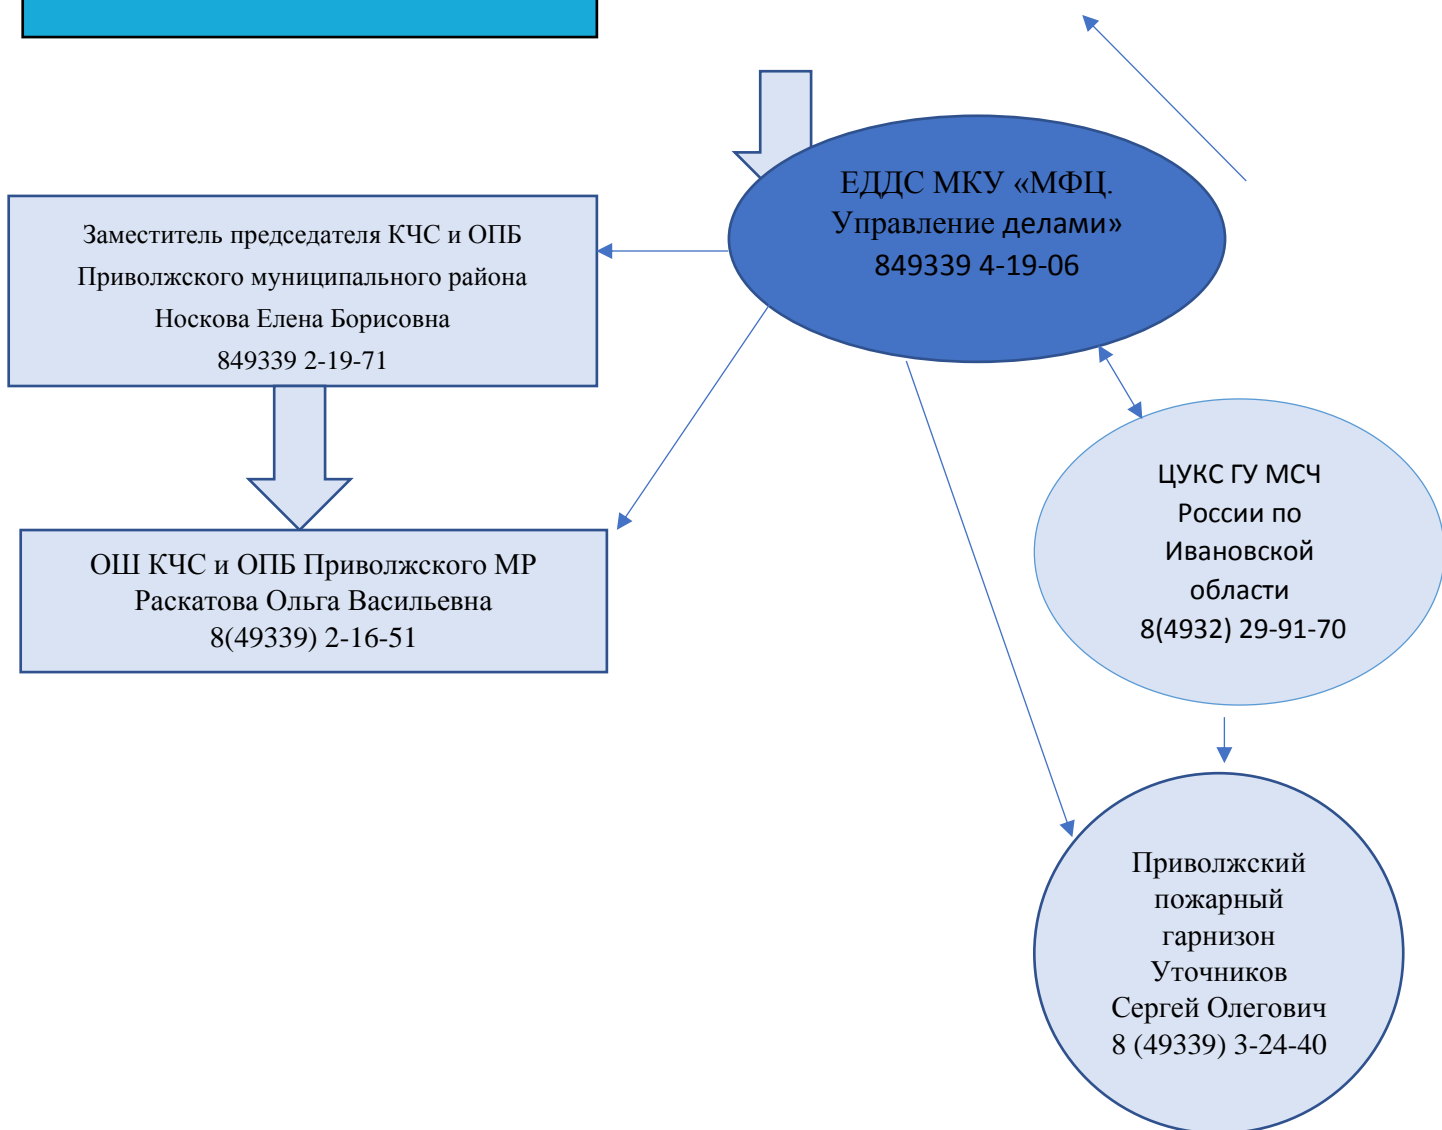 ЕДДС МКУ «МФЦ.
Управление делами»
849339 4-19-06
Заместитель председателя КЧС и ОПБ
Приволжского муниципального района
Носкова Елена Борисовна
849339 2-19-71
ЦУКС ГУ МСЧ
России по
Ивановской
области
8(4932) 29-91-70
ОШ КЧС и ОПБ Приволжского МР
Раскатова Ольга Васильевна
8(49339) 2-16-51
Приволжский
пожарный
гарнизон
Уточников
Сергей Олегович
8 (49339) 3-24-40